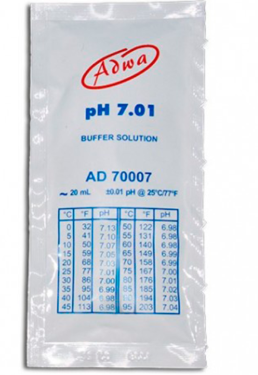 Adwa
pH 7.01
BUFFER SOLUTION
AD 70007
~ 20 mL ±0.01 pH @ 25°C/77°F
°C °F pH °C °F pH
0 32 7.13 50 122 6.98
5 41 7.10 55 131 6.98
10 50 7.07 60 140 6.98
15 59 7.05 65 149 6.98
20 68 7.03 70 158 6.99
25 77 7.01 75 167 7.00
30 86 7.00 80 176 7.00
35 95 6.99 85 185 7.02
40 104 6.98 90 194 7.03
45 113 6.98 95 203 7.04